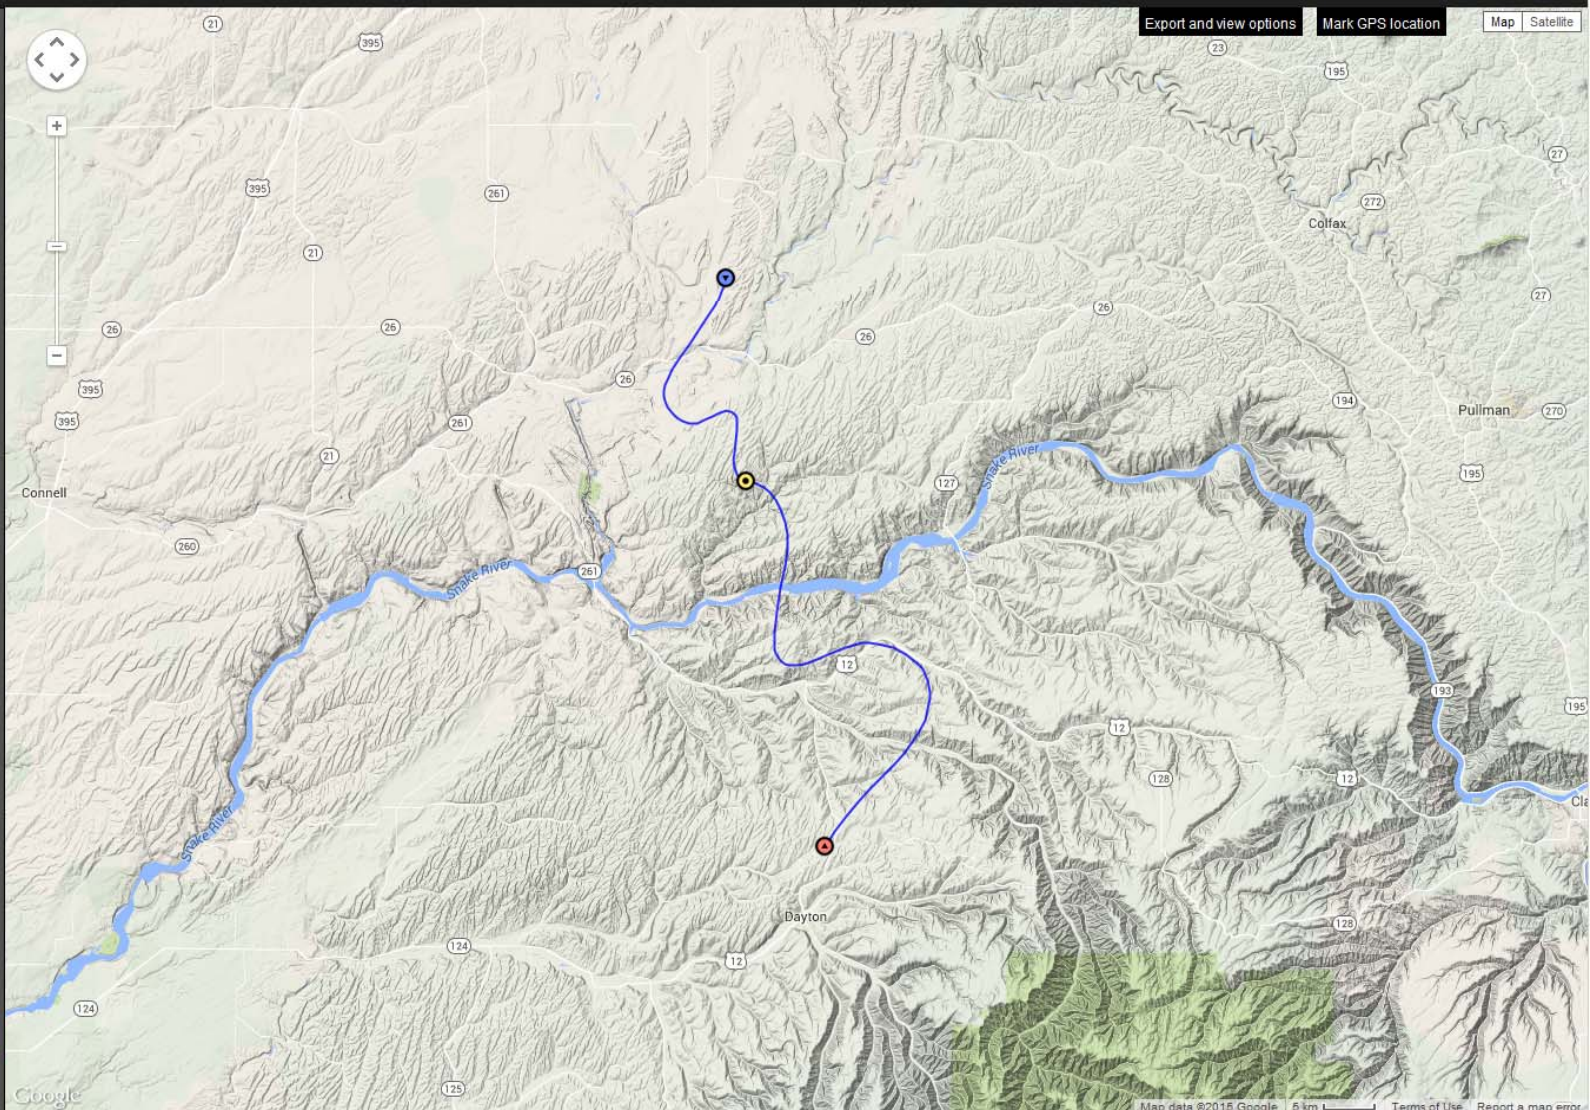 Export and view options
Mark GPS location
Map
Satellite
21
395
23
195
27
395
261
272
Colfax
21
27
26
26
26
26
26
395
194
Pullman
270
395
261
21
195
Snake River
127
Connell
260
Snake River
261
12
193
195
12
128
12
Cla
Snake River
Dayton
128
124
12
124
125
Google
Map data ©2015 Google
5 km
Terms of Use
Report a map error